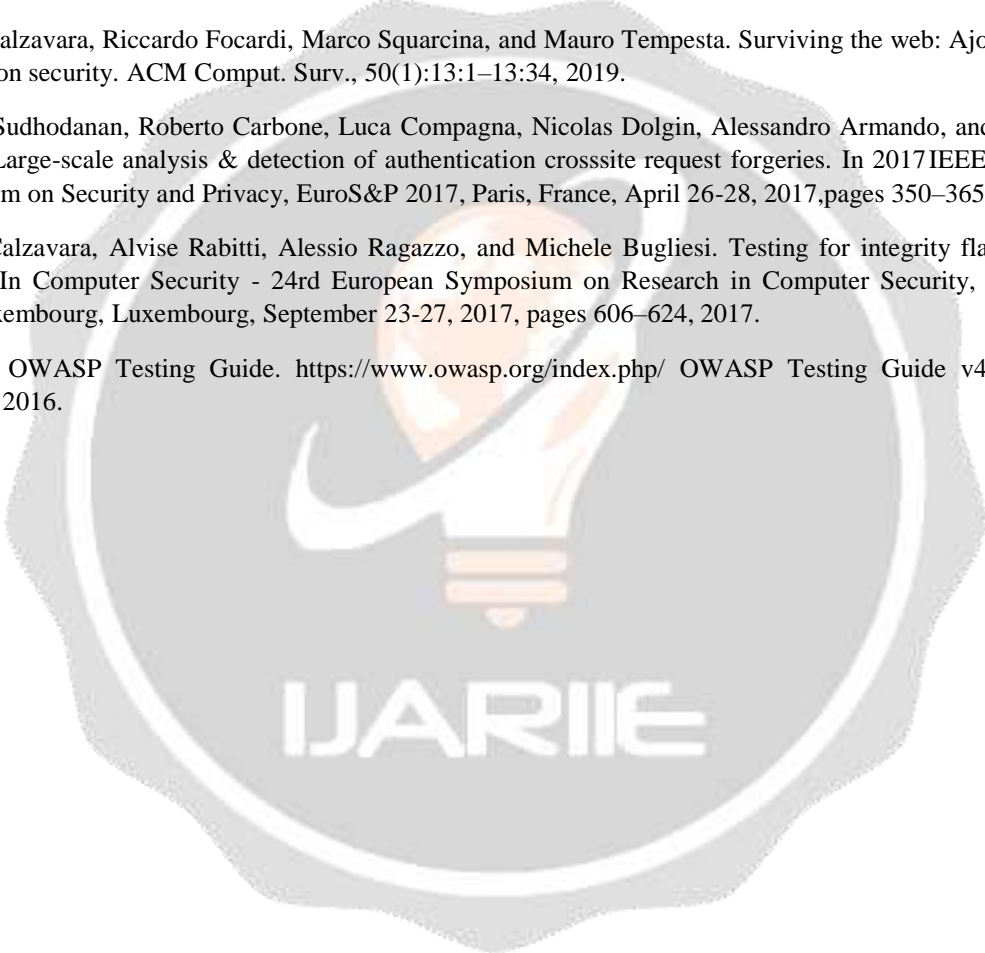 alzavara, Riccardo Focardi, Marco Squarcina, and Mauro Tempesta. Surviving the web: Ajo
on security. ACM Comput. Surv., 50(1):13:1–13:34, 2019.
Sudhodanan, Roberto Carbone, Luca Compagna, Nicolas Dolgin, Alessandro Armando, and
Large-scale analysis & detection of authentication crosssite request forgeries. In 2017IEEE
m on Security and Privacy, EuroS&P 2017, Paris, France, April 26-28, 2017,pages 350–365
Calzavara, Alvise Rabitti, Alessio Ragazzo, and Michele Bugliesi. Testing for integrity fla
In Computer Security - 24rd European Symposium on Research in Computer Security,
xembourg, Luxembourg, September 23-27, 2017, pages 606–624, 2017.
OWASP Testing Guide. https://www.owasp.org/index.php/ OWASP Testing Guide v4
2016.
IJARIIE